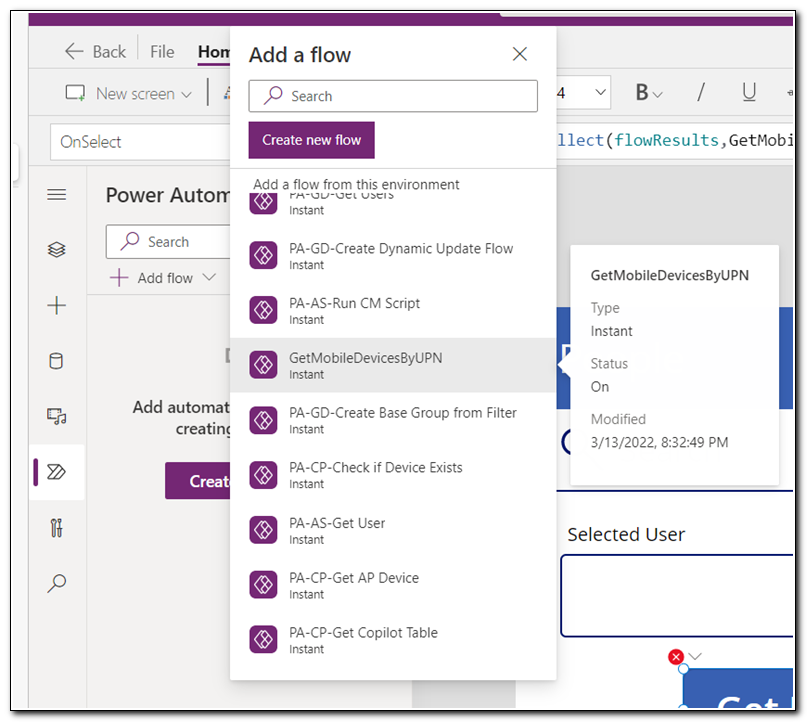 Back
File
Hom
Add a flow
New screen
Search
4
B
/
U
Create new flow
OnSelect
llect(flowResults,GetMobi
Add a flow from this environment
Power Autom
PA-GD-Get Users
Instant
Search
PA-GD-Create Dynamic Update Flow
Instant
Add flow
GetMobileDevicesByUPN
Type
Instant
Status
On
Modified
3/13/2022, 8:32:49 PM
PA-AS-Run CM Script
Instant
GetMobileDevicesByUPN
Instant
Add automat
creating
PA-GD-Create Base Group from Filter
Instant
Create
PA-CP-Check if Device Exists
Instant
PA-AS-Get User
Instant
Selected User
PA-CP-Get AP Device
Instant
PA-CP-Get Copilot Table
Instant
Get